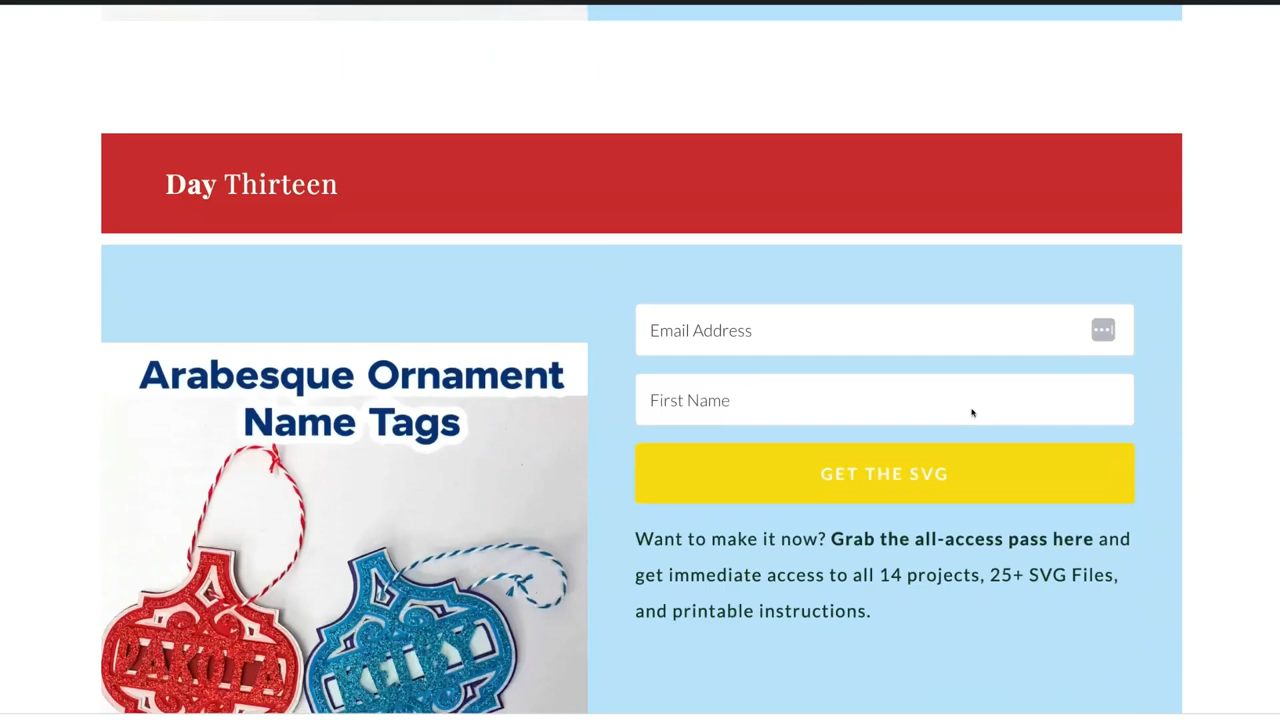 Day Thirteen
Arabesque Ornament
Name Tags
DAKOTA
Email Address
First Name
GET THE SVG
Want to make it now? Grab the all-access pass here and
get immediate access to all 14 projects, 25+ SVG Files,
and printable instructions.